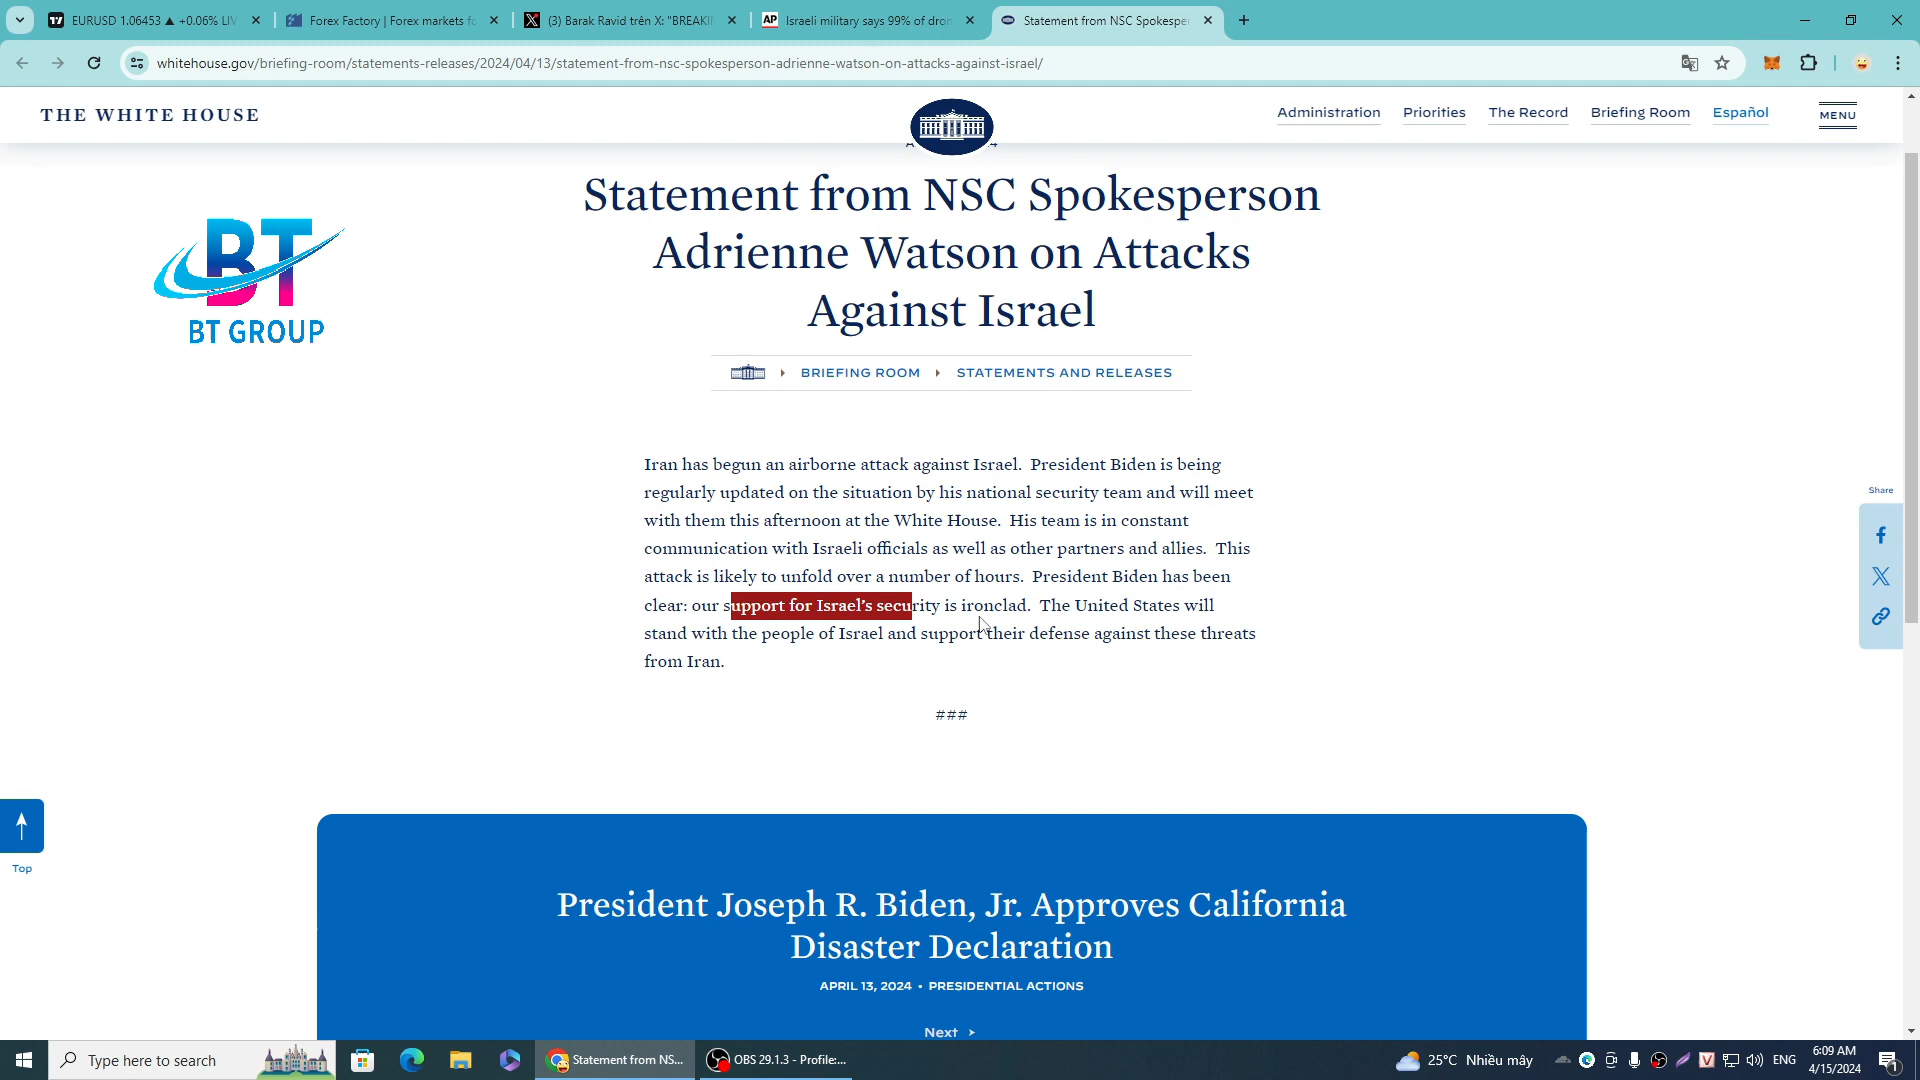 EURUSD 1.06453 ▲ +0.06% LIV
Forex Factory | Forex markets fo
(3) Barak Ravid trên X: "BREAKIN
AP
Israeli military says 99% of dron
Statement from NSC Spokesper
whitehouse.gov/briefing-room/statements-releases/2024/04/13/statement-from-nsc-spokesperson-adrienne-watson-on-attacks-against-israel/
THE WHITE HOUSE
Administration
Priorities
The Record
Briefing Room
Español
MENU
Statement from NSC Spokesperson
Adrienne Watson on Attacks
Against Israel
BT
BT GROUP
BRIEFING ROOM
STATEMENTS AND RELEASES
Iran has begun an airborne attack against Israel.  President Biden is being
regularly updated on the situation by his national security team and will meet
with them this afternoon at the White House.  His team is in constant
communication with Israeli officials as well as other partners and allies.  This
attack is likely to unfold over a number of hours.  President Biden has been
clear: our support for Israel’s security is ironclad.  The United States will
stand with the people of Israel and support their defense against these threats
from Iran.
###
Share
Top
President Joseph R. Biden, Jr. Approves California
Disaster Declaration
APRIL 13, 2024 • PRESIDENTIAL ACTIONS
Next
Type here to search
Statement from NS...
OBS 29.1.3 - Profile:...
25°C Nhiều mây
ENG
6:09 AM
4/15/2024
1